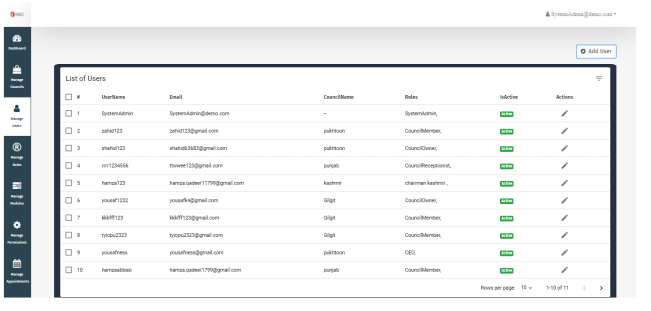 SystemAdmin@demo.com
Dashboard
Manage Councils
Manage Users
Manage Roles
Manage Modules
Manage Permissions
Manage Appointments
Add User
List of Users
# UserName Email CouncilName Roles IsActive Actions
1 SystemAdmin SystemAdmin@demo.com -- SystemAdmin, Active
2 zahid123 zahid123@gmail.com pukhtoon CouncilMember, Active
3 shahid123 shahid63683@gmail.com pukhtoon CouncilOwner, Active
4 rrr1234556 ttwwee123@gmail.com punjab CouncilReceptionist, Active
5 hamza123 hamza.qadeer11799@gmail.com kashmir chairman kashmir , Active
6 yousaf1232 yousafk4@gmail.com Gilgit CouncilOwner, Active
7 kkkfff123 kkkfff123@gmail.com Gilgit CouncilMember, Active
8 tyiopu2323 tyiopu2323@gmail.com Gilgit CouncilMember, Active
9 yousafness yousafness@gmail.com pukhtoon CEO, Active
10 hamzaabbasi hamza.qadeer1799@gmail.com punjab CouncilMember, Active
Rows per page: 10 1-10 of 11